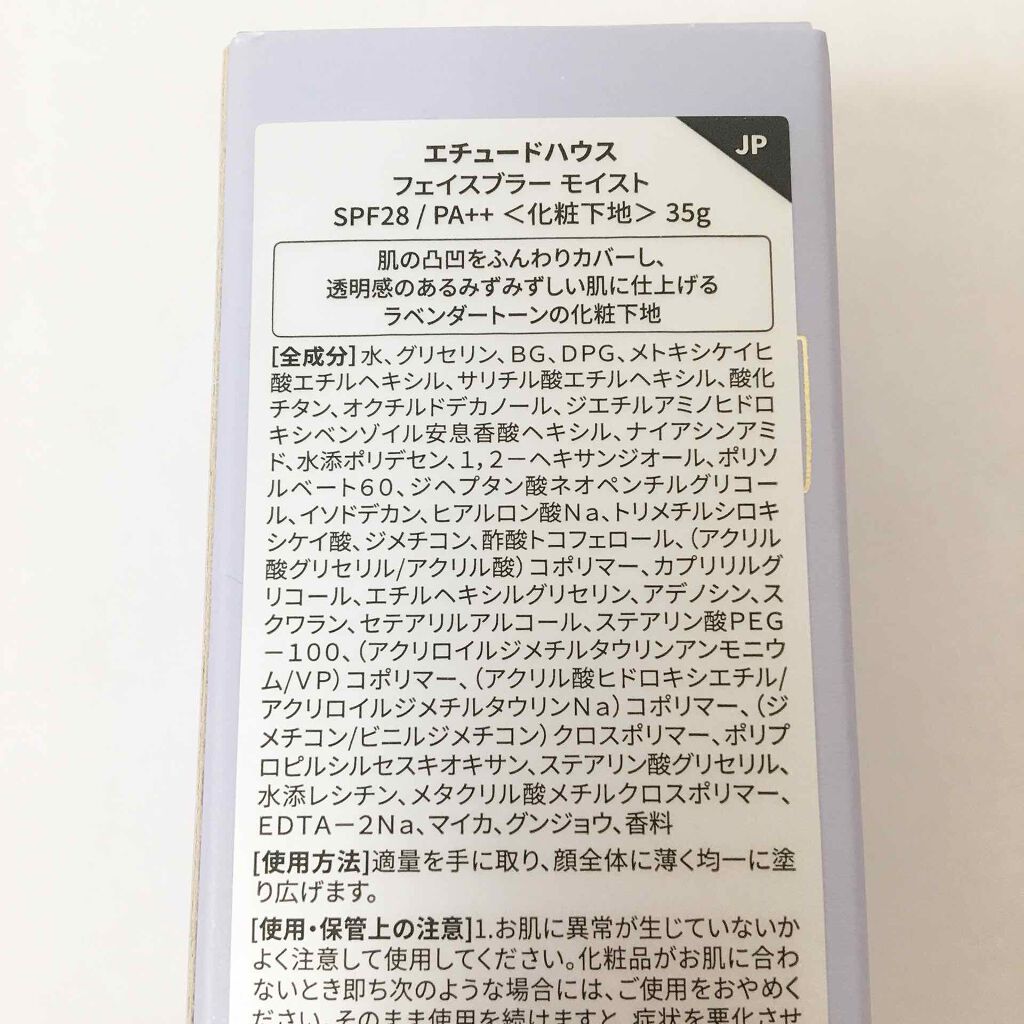 JP
エチュードハウス
フェイスブラー モイスト
SPF28 / PA++ ＜化粧下地＞ 35g
肌の凸凹をふんわりカバーし、
透明感のあるみずみずしい肌に仕上げる
ラベンダートーンの化粧下地
[全成分]水、グリセリン、BG、DPG、メトキシケイヒ
酸エチルヘキシル、サリチル酸エチルヘキシル、酸化
チタン、オクチルドデカノール、ジエチルアミノヒドロ
キシベンゾイル安息香酸ヘキシル、ナイアシンアミ
ド、水添ポリデセン、1，2－ヘキサンジオール、ポリソ
ルベート60、ジヘプタン酸ネオペンチルグリコー
ル、イソドデカン、ヒアルロン酸Na、トリメチルシロキ
シケイ酸、ジメチコン、酢酸トコフェロール、（アクリル
酸グリセリル/アクリル酸）コポリマー、カプリリルグ
リコール、エチルヘキシルグリセリン、アデノシン、ス
クワラン、セテアリルアルコール、ステアリン酸PEG
－100、（アクリロイルジメチルタウリンアンモニウ
ム/VP）コポリマー、（アクリル酸ヒドロキシエチル/
アクリロイルジメチルタウリンNa）コポリマー、（ジ
メチコン/ビニルジメチコン）クロスポリマー、ポリプ
ロピルシルセスキオキサン、ステアリン酸グリセリル、
水添レシチン、メタクリル酸メチルクロスポリマー、
EDTA－2Na、マイカ、グンジョウ、香料
[使用方法]適量を手に取り、顔全体に薄く均一に塗
り広げます。
[使用・保管上の注意]1.お肌に異常が生じていないか
よく注意して使用してください。化粧品がお肌に合わ
ないとき即ち次のような場合には、ご使用をおやめく
ださい。そのまま使用を続けますと、症状を悪化させ